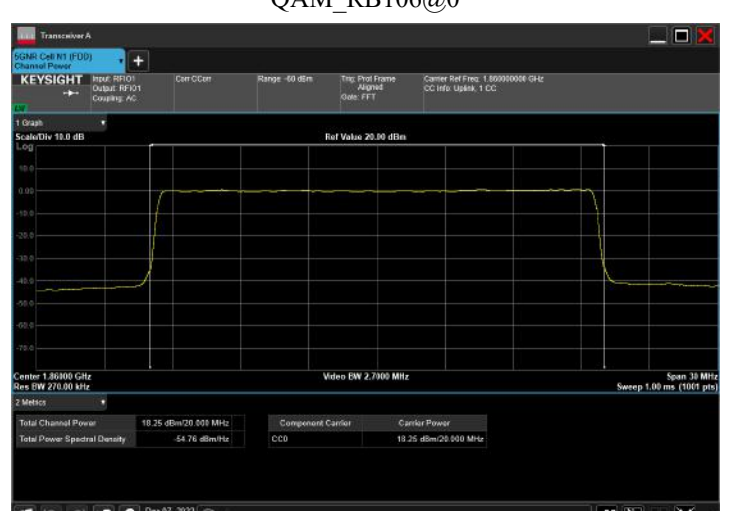 QAM_RB106@0
Transceiver A
5GNR Cell N1 (FDD)
Channel Power
KEYSIGHT
Input: RFIO1
Output: RFIO1
Coupling: AC
Corr CCorr
Range -60 dBm
Trig: Prot Frame
Aligned
Gate: FFT
Carrier Ref Freq: 1.860000000 GHz
CC Info: Uplink, 1 CC
1 Graph
Scale/Div 10.0 dB
Ref Value 20.00 dBm
Log
10.0
0.00
-10.0
-20.0
-30.0
-40.0
-50.0
-60.0
-70.0
Center 1.86000 GHz
Video BW 2.7000 MHz
Span 30 MHz
Res BW 270.00 kHz
Sweep 1.00 ms (1001 pts)
2 Metrics
Total Channel Power 18.25 dBm/20.000 MHz
Total Power Spectral Density -54.76 dBm/Hz
Component Carrier Carrier Power
CC0 18.25 dBm/20.000 MHz